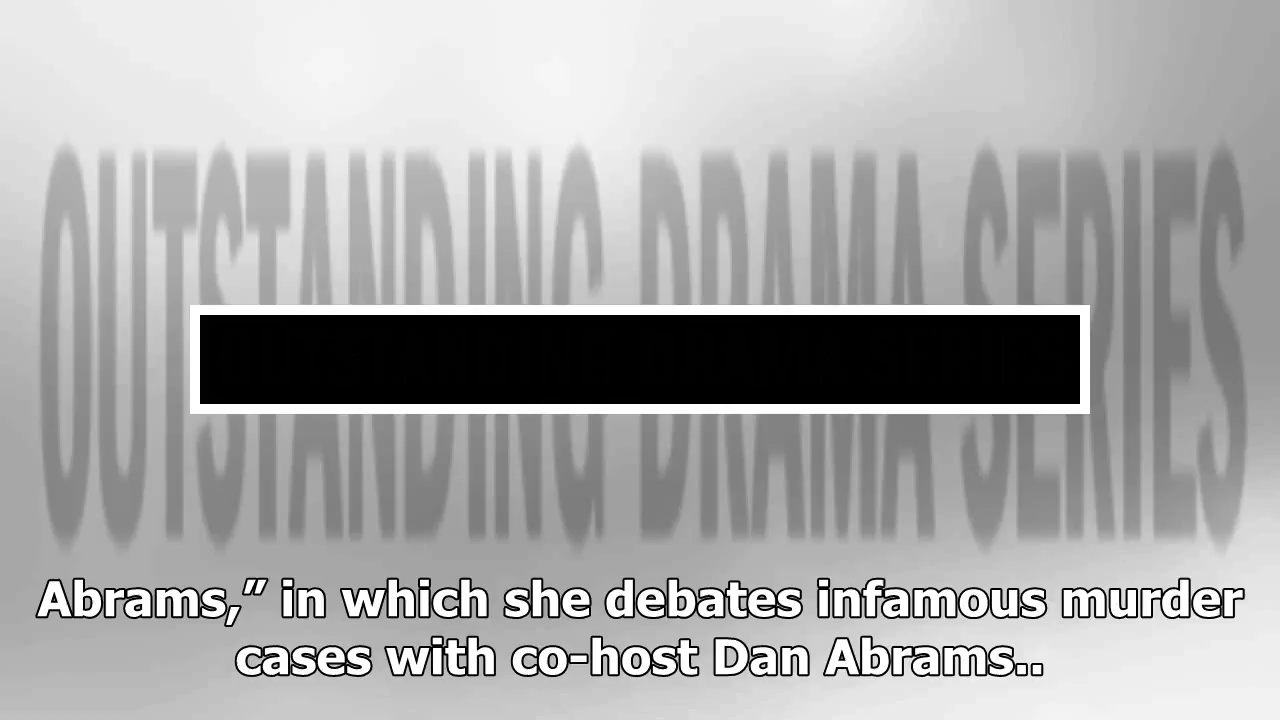 OUTSTANDING DRAMA SERIES
Abrams,” in which she debates infamous murder
cases with co-host Dan Abrams..